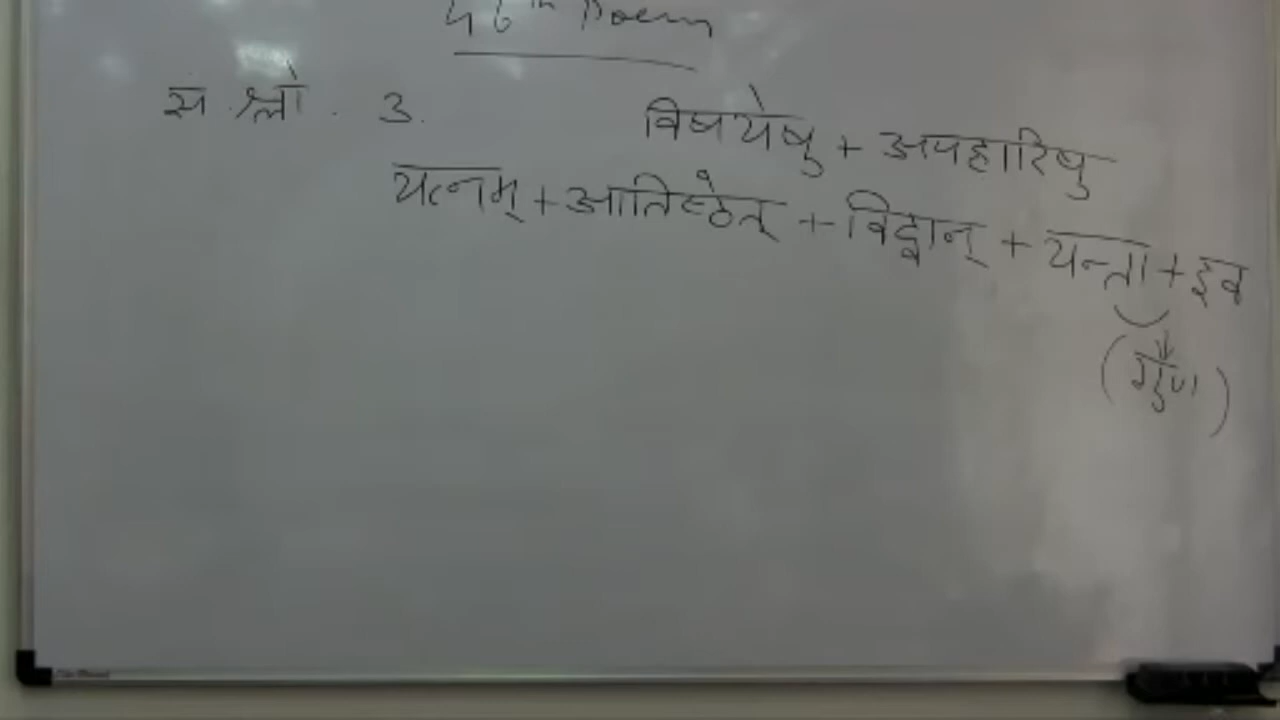 46th Poem
स . श्लो . 3.
विषयेषु + अपहारिषु
यत्नम् + आतिष्ठेत् + विद्वान् + यन्ता + इव
(गुण)